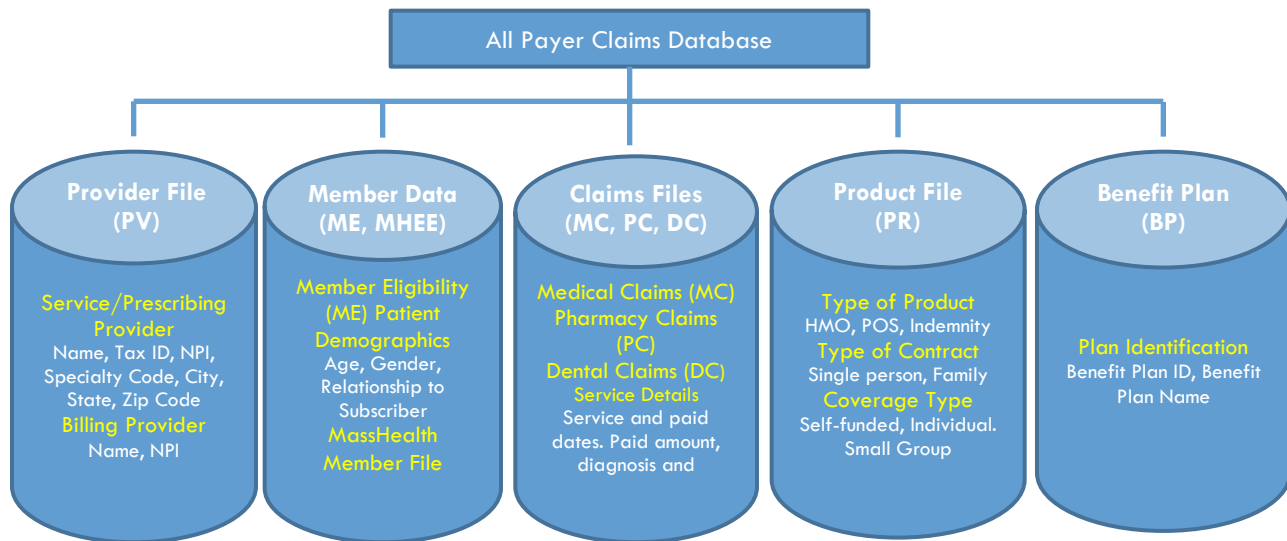 All Payer Claims Database
Provider File
(PV)
Service/Prescribing
Provider
Name, Tax ID, NPI,
Specialty Code, City,
State, Zip Code
Billing Provider
Name, NPI
Member Data
(ME, MHEE)
Member Eligibility
(ME) Patient
Demographics
Age, Gender,
Relationship to
Subscriber
MassHealth
Member File
Claims Files
(MC, PC, DC)
Medical Claims (MC)
Pharmacy Claims
(PC)
Dental Claims (DC)
Service Details
Service and paid
dates. Paid amount,
diagnosis and
Product File
(PR)
Type of Product
HMO, POS, Indemnity
Type of Contract
Single person, Family
Coverage Type
Self-funded, Individual.
Small Group
Benefit Plan
(BP)
Plan Identification
Benefit Plan ID, Benefit
Plan Name